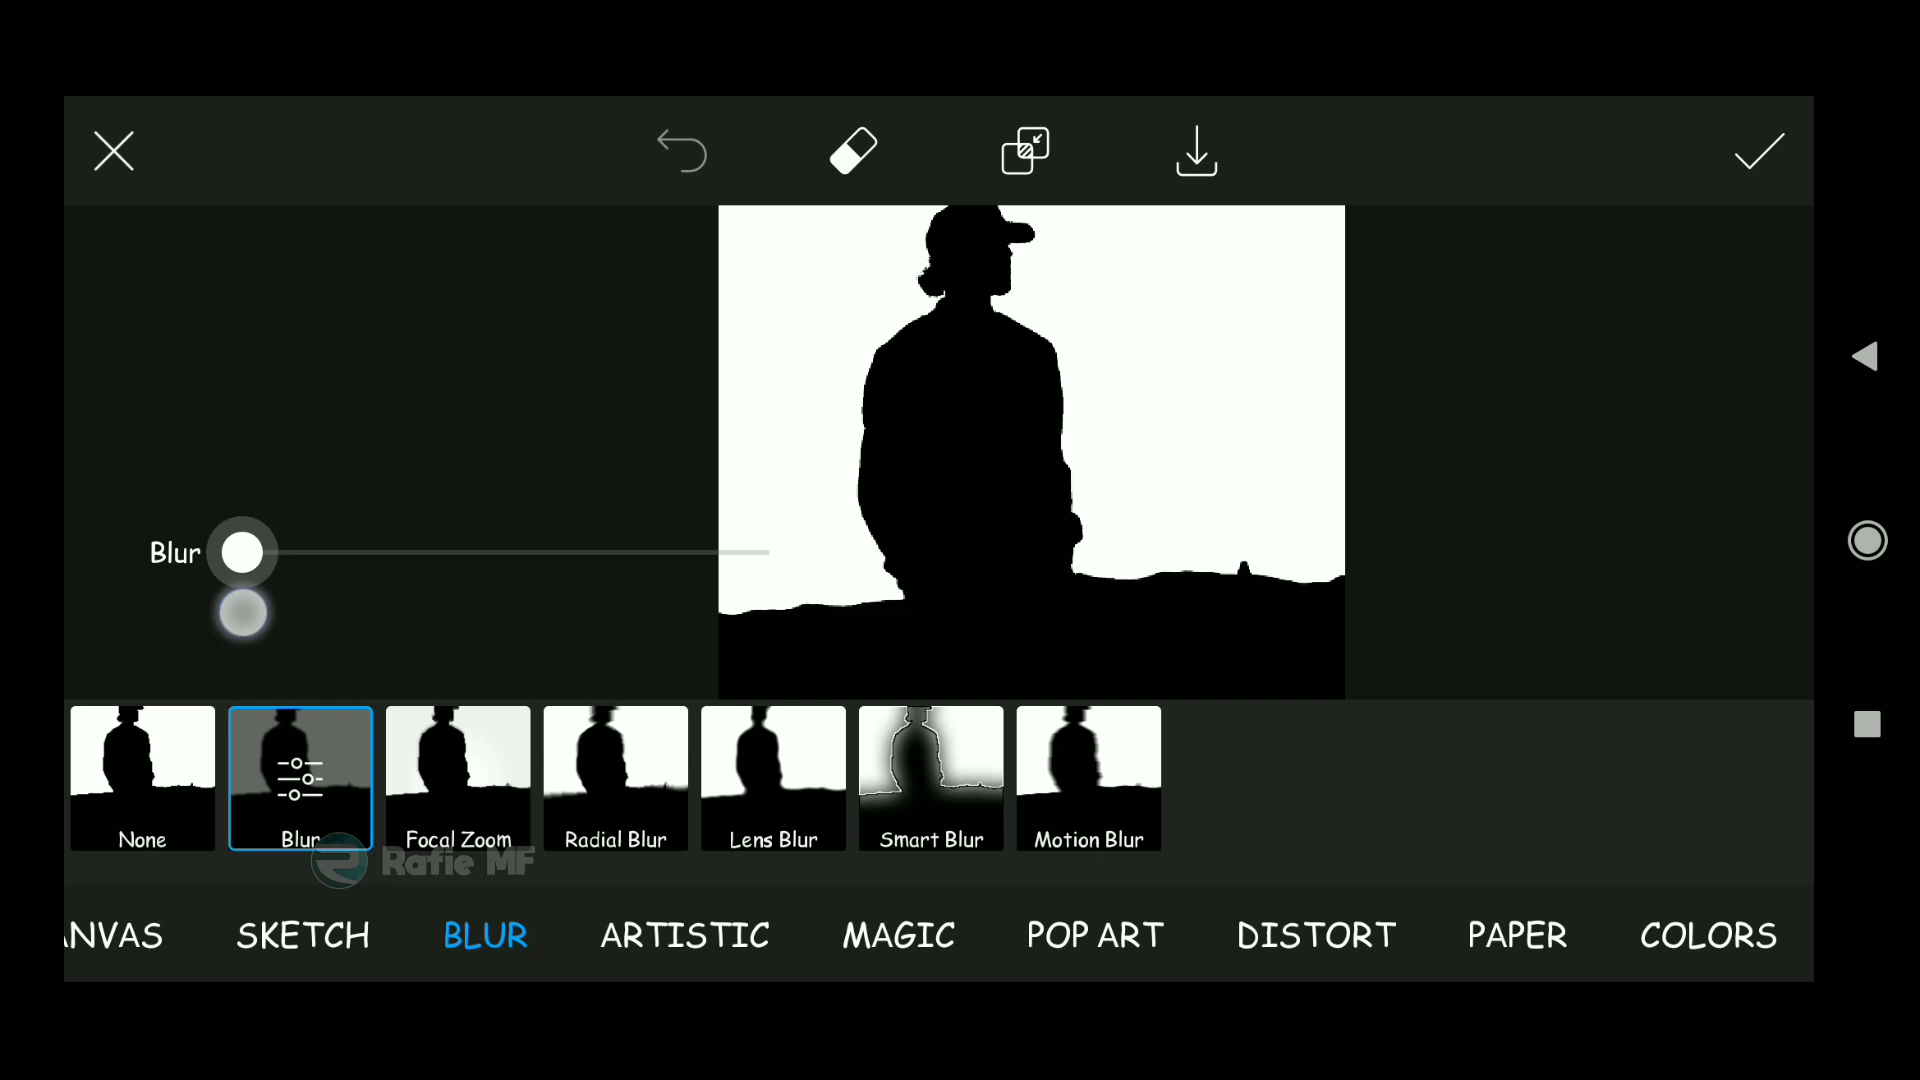 Blur
None
Blur
Focal Zoom
Radial Blur
Lens Blur
Smart Blur
Motion Blur
Rafie MF
ANVAS
SKETCH
BLUR
ARTISTIC
MAGIC
POP ART
DISTORT
PAPER
COLORS